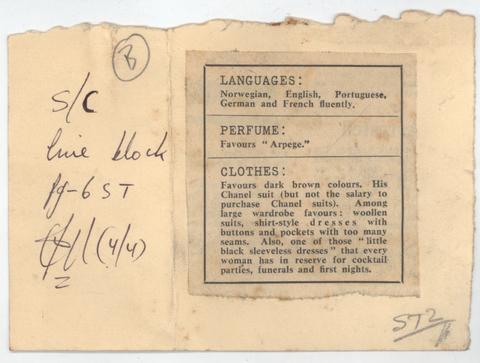 B
S/C
line block
pg-6 ST
(4/4)
2
LANGUAGES:
Norwegian, English, Portuguese,
German and French fluently.
PERFUME:
Favours "Arpege."
CLOTHES:
Favours dark brown colours. His
Chanel suit (but not the salary to
purchase Chanel suits). Among
large wardrobe favours: woollen
suits, shirt-style dresses with
buttons and pockets with too many
seams. Also, one of those "little
black sleeveless dresses" that every
woman has in reserve for cocktail
parties, funerals and first nights.
ST2